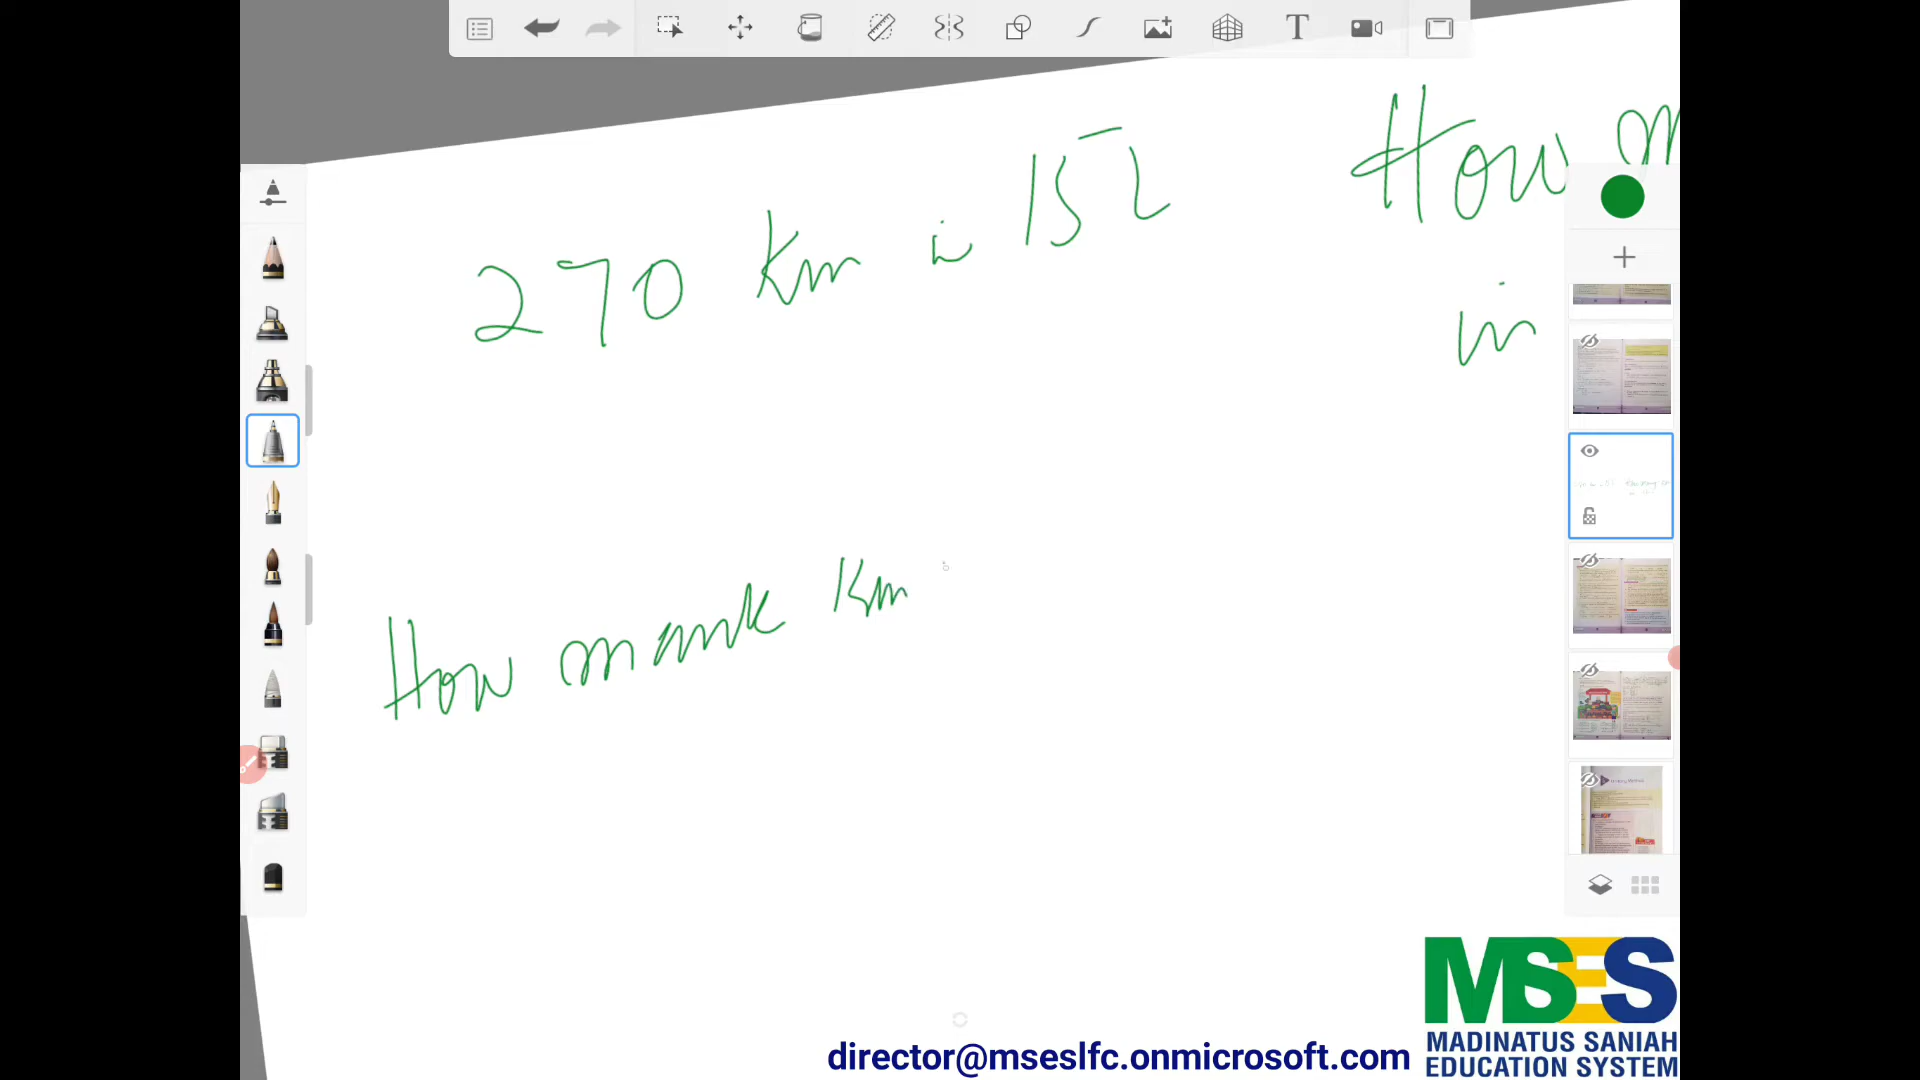 270 Km in 15 L
How m
in
How mank Km
MSES
MADINATUS SANIAH
EDUCATION SYSTEM
director@mseslfc.onmicrosoft.com